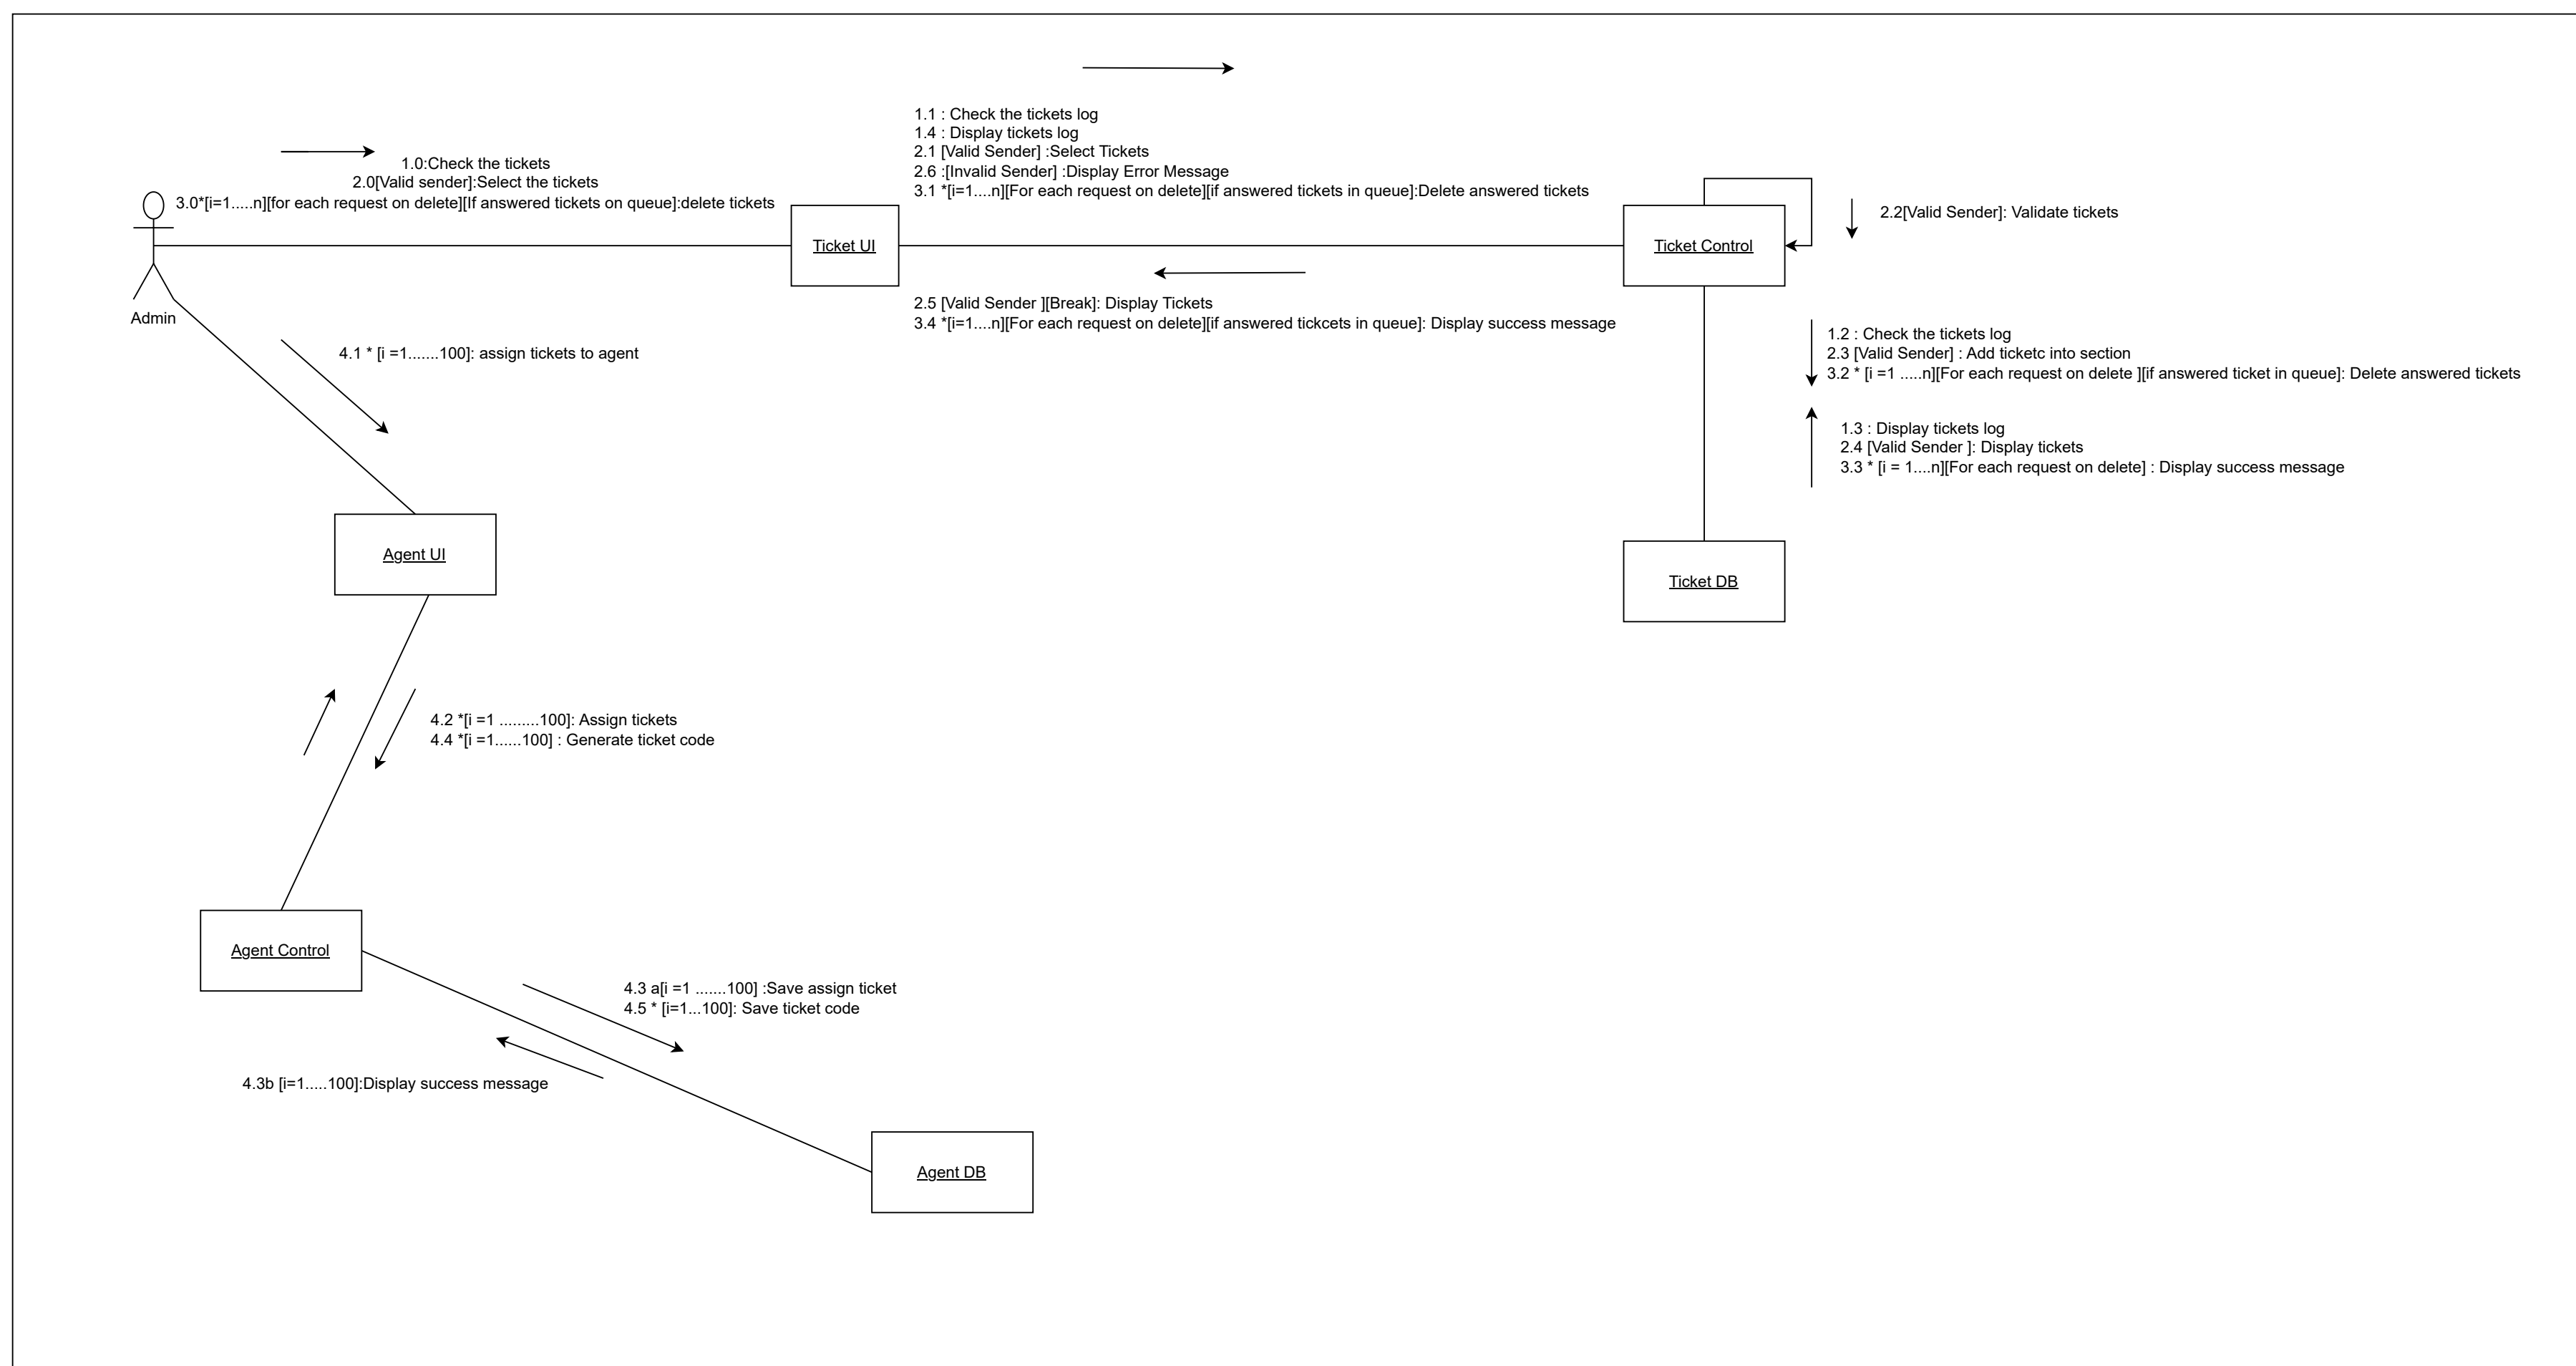 1.1 : Check the tickets log
1.4 : Display tickets log
2.1 [Valid Sender] :Select Tickets
2.6 :[Invalid Sender] :Display Error Message
3.1 *[i=1....n][For each request on delete][if answered tickets in queue]:Delete answered tickets
1.0:Check the tickets
2.0[Valid sender]:Select the tickets
3.0*[i=1.....n][for each request on delete][If answered tickets on queue]:delete tickets
2.2[Valid Sender]: Validate tickets
Ticket UI
Ticket Control
Admin
2.5 [Valid Sender ][Break]: Display Tickets
3.4 *[i=1....n][For each request on delete][if answered tickcets in queue]: Display success message
4.1 * [i =1.......100]: assign tickets to agent
1.2 : Check the tickets log
2.3 [Valid Sender] : Add ticketc into section
3.2 * [i =1 .....n][For each request on delete ][if answered ticket in queue]: Delete answered tickets
1.3 : Display tickets log
2.4 [Valid Sender ]: Display tickets
3.3 * [i = 1....n][For each request on delete] : Display success message
Agent UI
Ticket DB
4.2 *[i =1 .........100]: Assign tickets
4.4 *[i =1......100] : Generate ticket code
Agent Control
4.3 a[i =1 .......100] :Save assign ticket
4.5 * [i=1...100]: Save ticket code
4.3b [i=1.....100]:Display success message
Agent DB